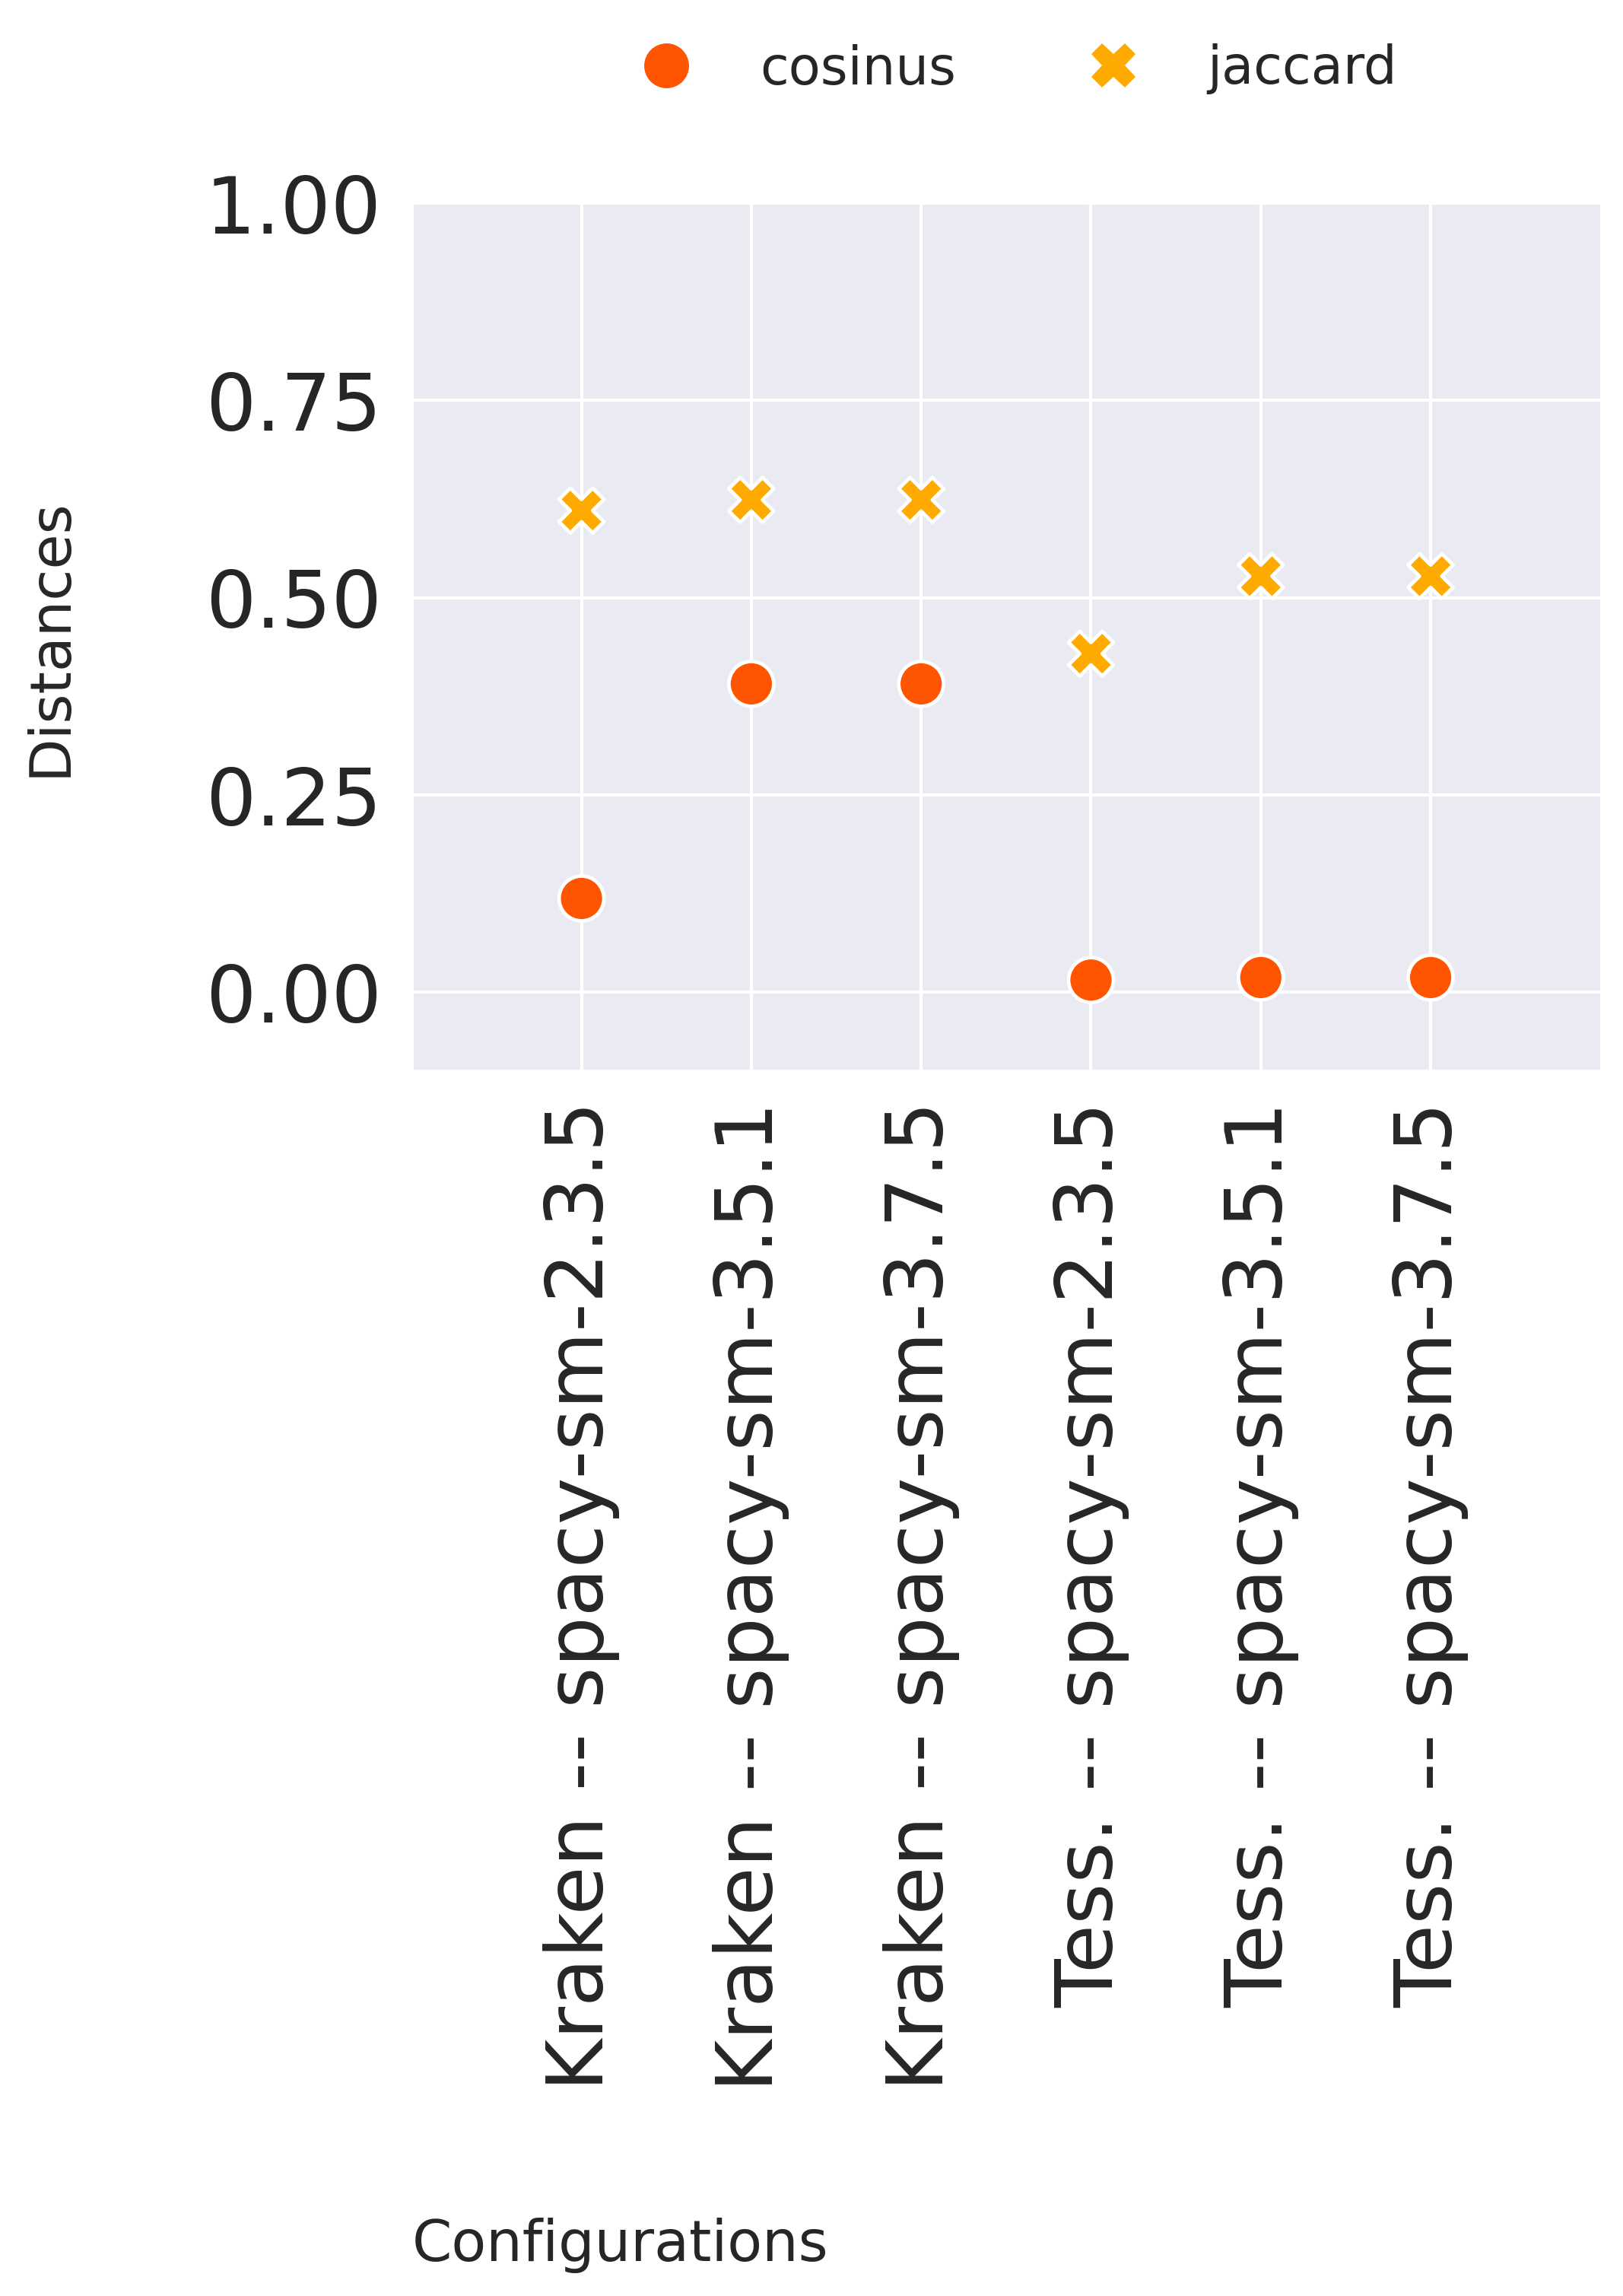 cosinus jaccard
1.00
0.75
0.50
0.25
0.00
Distances
Kraken -- spacy-sm-2.3.5
Kraken -- spacy-sm-3.5.1
Kraken -- spacy-sm-3.7.5
Tess. -- spacy-sm-2.3.5
Tess. -- spacy-sm-3.5.1
Tess. -- spacy-sm-3.7.5
Configurations